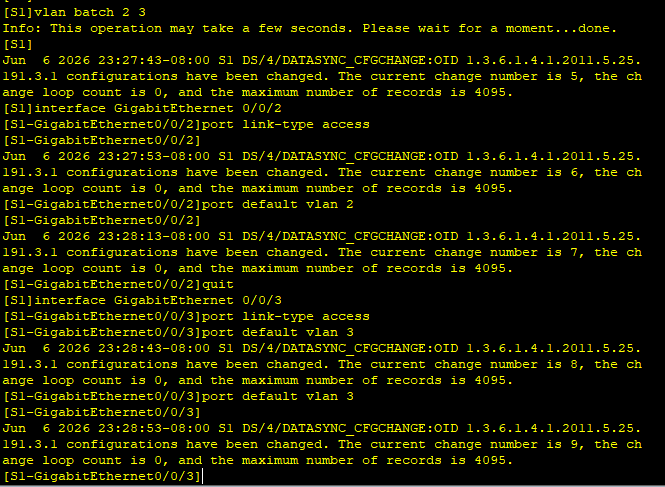 [S1]vlan batch 2 3
Info: This operation may take a few seconds. Please wait for a moment...done.
[S1]
Jun  6 2026 23:27:43-08:00 S1 DS/4/DATASYNC_CFGCHANGE:OID 1.3.6.1.4.1.2011.5.25.
191.3.1 configurations have been changed. The current change number is 5, the ch
ange loop count is 0, and the maximum number of records is 4095.
[S1]interface GigabitEthernet 0/0/2
[S1-GigabitEthernet0/0/2]port link-type access
[S1-GigabitEthernet0/0/2]
Jun  6 2026 23:27:53-08:00 S1 DS/4/DATASYNC_CFGCHANGE:OID 1.3.6.1.4.1.2011.5.25.
191.3.1 configurations have been changed. The current change number is 6, the ch
ange loop count is 0, and the maximum number of records is 4095.
[S1-GigabitEthernet0/0/2]port default vlan 2
[S1-GigabitEthernet0/0/2]
Jun  6 2026 23:28:13-08:00 S1 DS/4/DATASYNC_CFGCHANGE:OID 1.3.6.1.4.1.2011.5.25.
191.3.1 configurations have been changed. The current change number is 7, the ch
ange loop count is 0, and the maximum number of records is 4095.
[S1-GigabitEthernet0/0/2]quit
[S1]interface GigabitEthernet 0/0/3
[S1-GigabitEthernet0/0/3]port link-type access
[S1-GigabitEthernet0/0/3]port default vlan 3
Jun  6 2026 23:28:43-08:00 S1 DS/4/DATASYNC_CFGCHANGE:OID 1.3.6.1.4.1.2011.5.25.
191.3.1 configurations have been changed. The current change number is 8, the ch
ange loop count is 0, and the maximum number of records is 4095.
[S1-GigabitEthernet0/0/3]port default vlan 3
[S1-GigabitEthernet0/0/3]
Jun  6 2026 23:28:53-08:00 S1 DS/4/DATASYNC_CFGCHANGE:OID 1.3.6.1.4.1.2011.5.25.
191.3.1 configurations have been changed. The current change number is 9, the ch
ange loop count is 0, and the maximum number of records is 4095.
[S1-GigabitEthernet0/0/3]